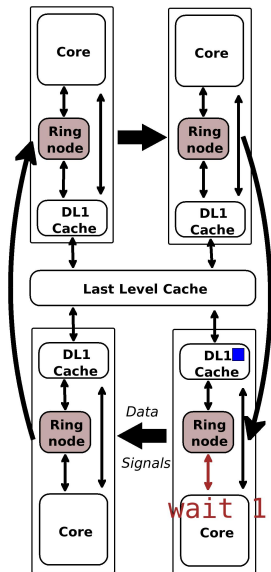 Core
Core
Ring
node
Ring
node
DL1
Cache
DL1
Cache
Last Level Cache
DL1
Cache
DL1
Cache
Data
Ring
node
Ring
node
Signals
wait 1
Core
Core